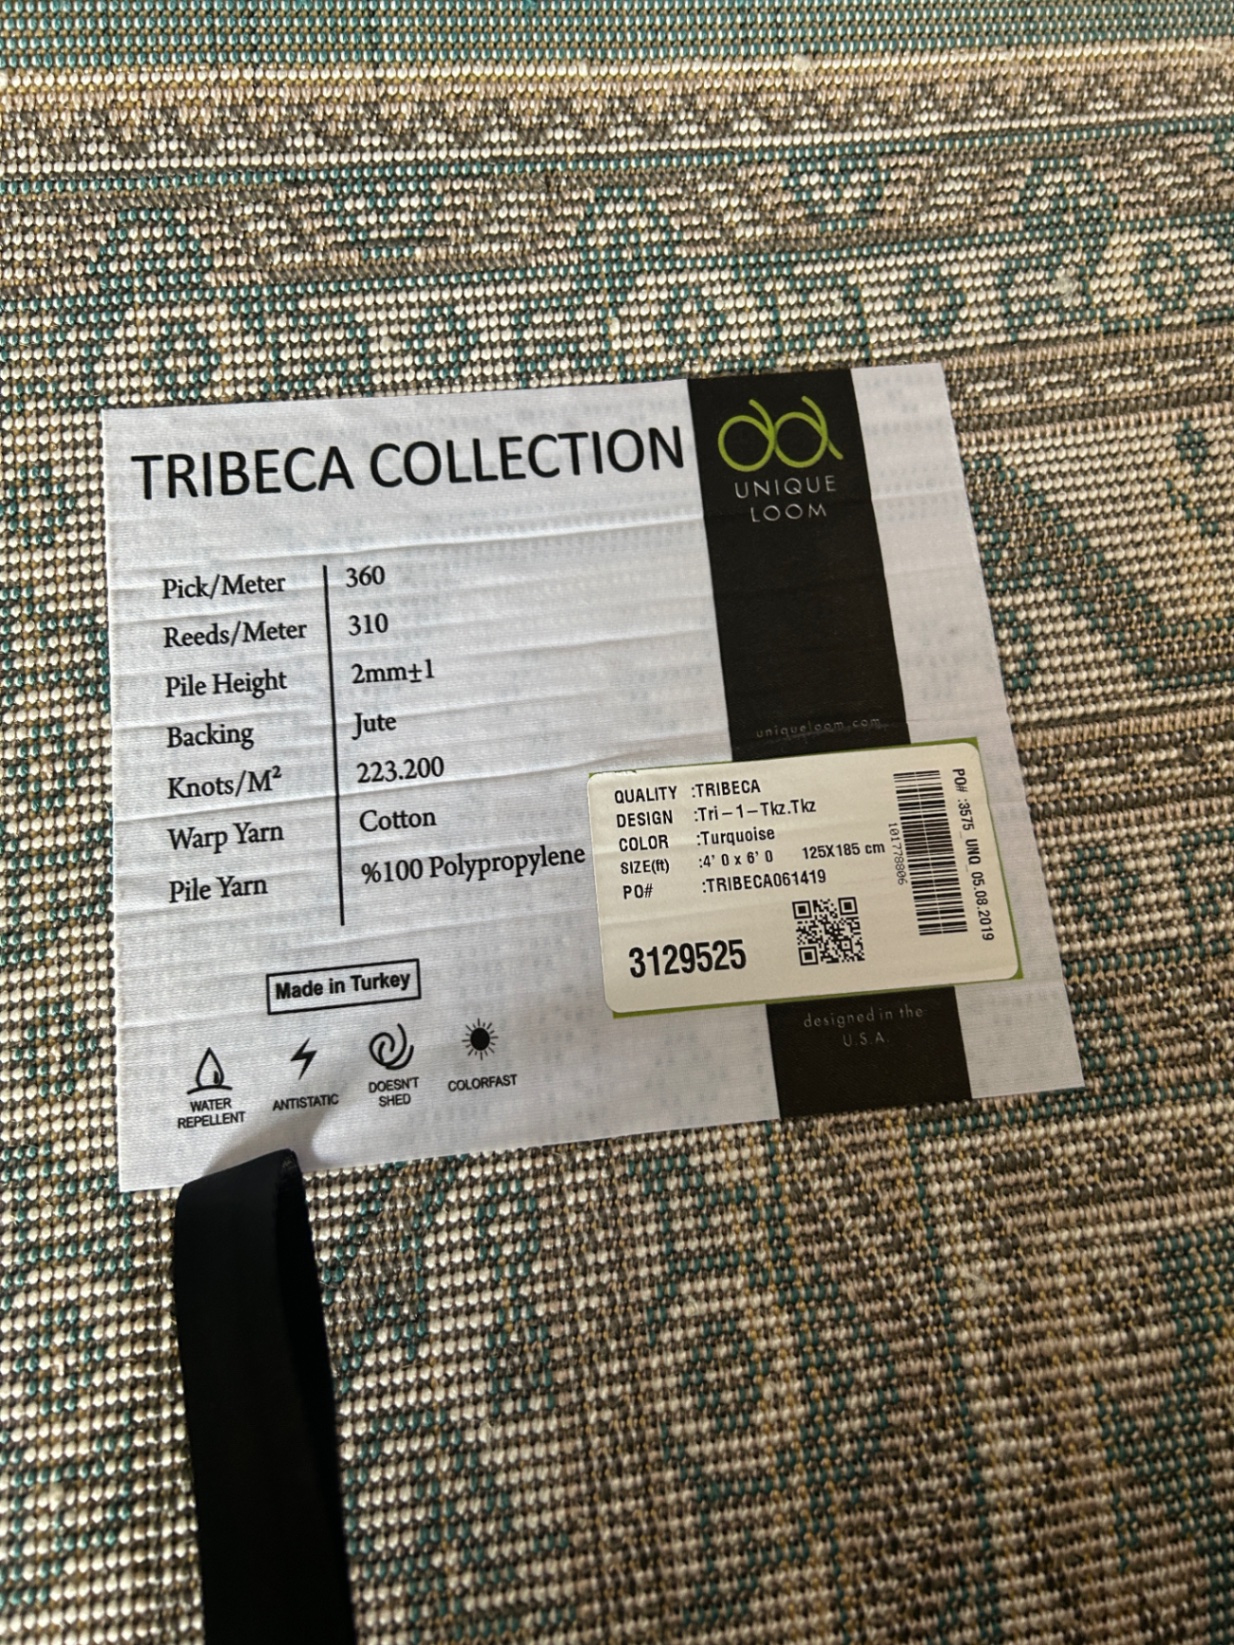 TRIBECA COLLECTION
UNIQUE
LOOM
Pick/Meter 360
Reeds/Meter 310
Pile Height 2mm±1
Backing Jute
Knots/M² 223.200
Warp Yarn Cotton
Pile Yarn %100 Polypropylene
uniqueloom.com
QUALITY :TRIBECA
DESIGN :Tri-1-Tkz.Tkz
COLOR :Turquoise
SIZE(ft) :4' 0 x 6' 0 125X185 cm
PO# :TRIBECA061419
3129525
101778806
PO# :3575_UNQ_05.08.2019
Made in Turkey
WATER
REPELLENT
ANTISTATIC
DOESN'T
SHED
COLORFAST
designed in the
U.S.A.